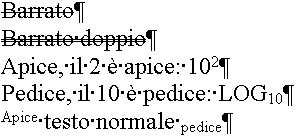 Barrato¶
Barrato·doppio¶
Apice,·il·2·è·apice:·10²¶
Pedice,·il·10·è·pedice:·LOG₁₀¶
Apice·testo·normale·pedice¶